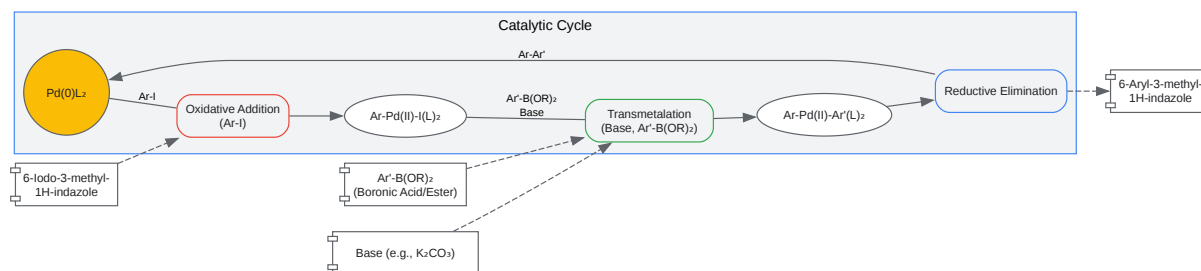 Catalytic Cycle
Ar-Ar'
Pd(0)L₂
Ar-I
Oxidative Addition
(Ar-I)
Ar-Pd(II)-I(L)₂
Ar'-B(OR)₂
Base
Transmetalation
(Base, Ar'-B(OR)₂)
Ar-Pd(II)-Ar'(L)₂
Reductive Elimination
6-Aryl-3-methyl-
1H-indazole
6-Iodo-3-methyl-
1H-indazole
Ar'-B(OR)₂
(Boronic Acid/Ester)
Base (e.g., K₂CO₃)